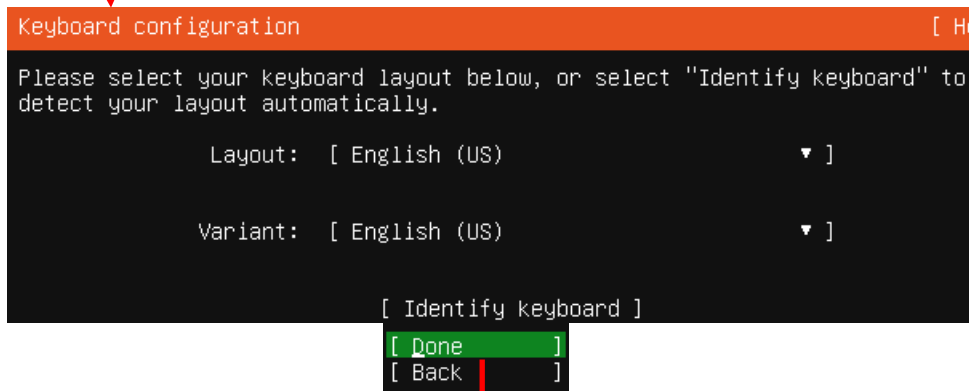 Keyboard configuration [ He
Please select your keyboard layout below, or select "Identify keyboard" to
detect your layout automatically.
Layout: [ English (US) ▾ ]
Variant: [ English (US) ▾ ]
[ Identify keyboard ]
[ Done ]
[ Back ]